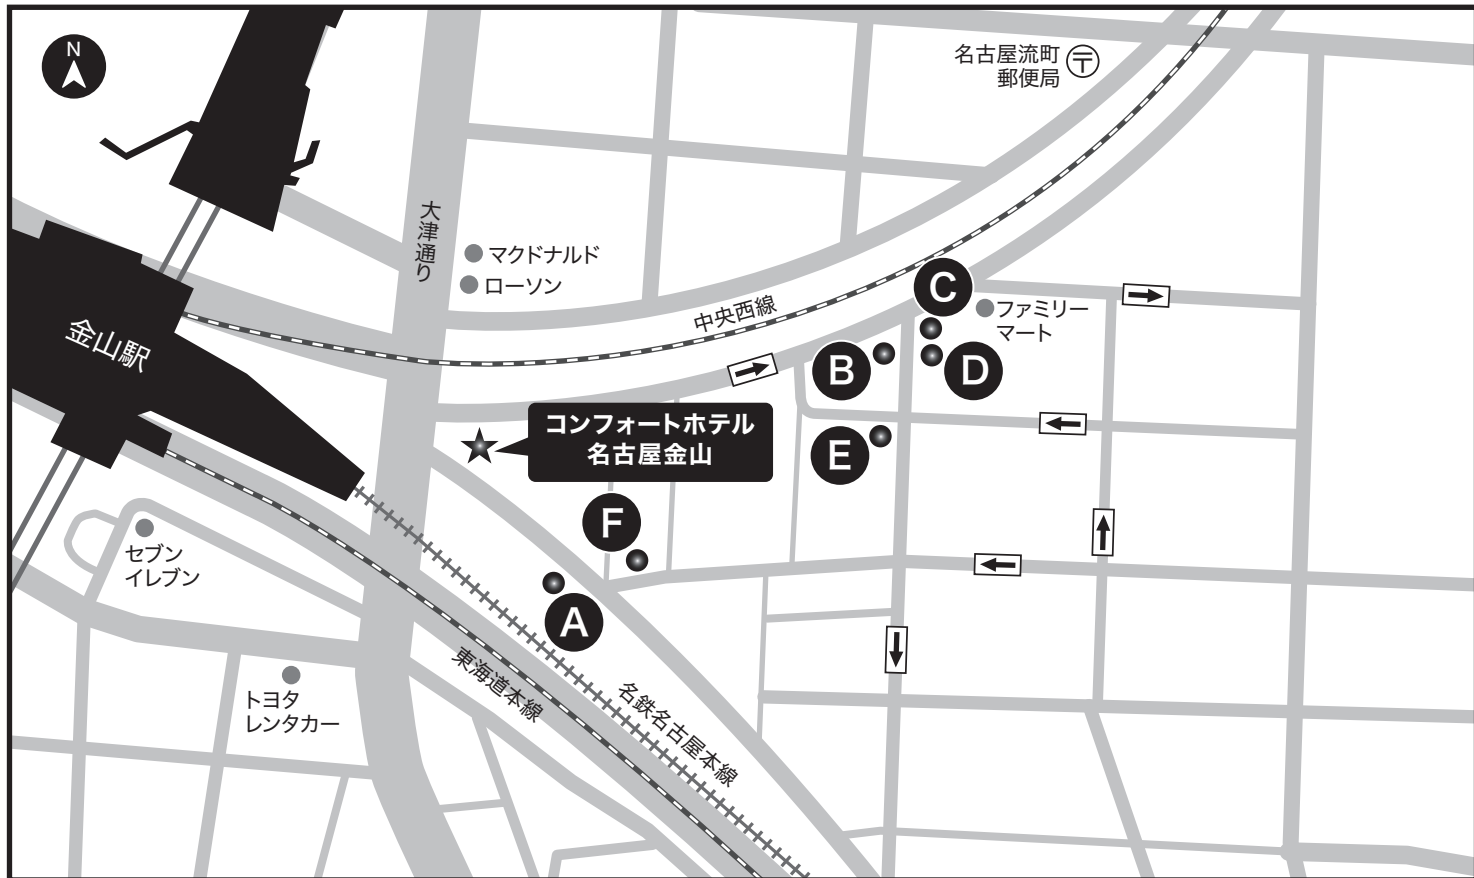 N
名古屋流町
郵便局
〒
大津通り
マクドナルド
ローソン
中央西線
C
ファミリー
マート
金山駅
B
D
コンフォートホテル
名古屋金山
E
F
セブン
イレブン
A
東海道本線
名鉄名古屋本線
トヨタ
レンタカー